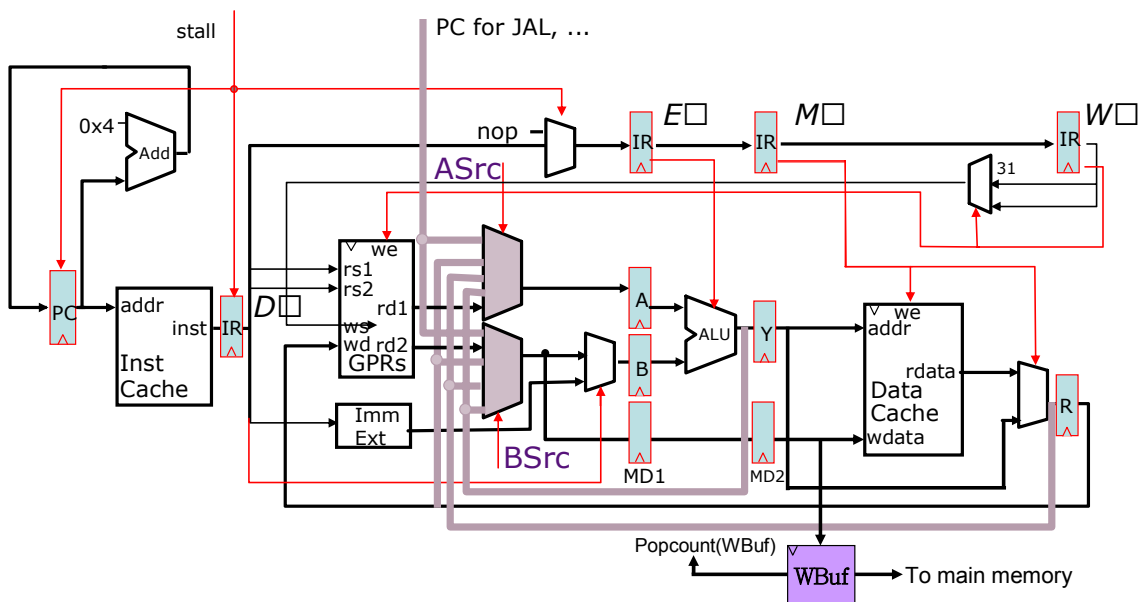 PC for JAL, ...
stall
E□
M□
W□
0x4
nop
IR
IR
IR
Add
31
ASrc
we
rs1
rs2
D□
A
we
addr
PC
addr
rd1
ALU
Y
inst
IR
ws
wd
rd2
GPRs
B
rdata
Inst
Cache
Data
Cache
R
Imm
Ext
wdata
BSrc
MD1
MD2
Popcount(WBuf)
WBuf
To main memory